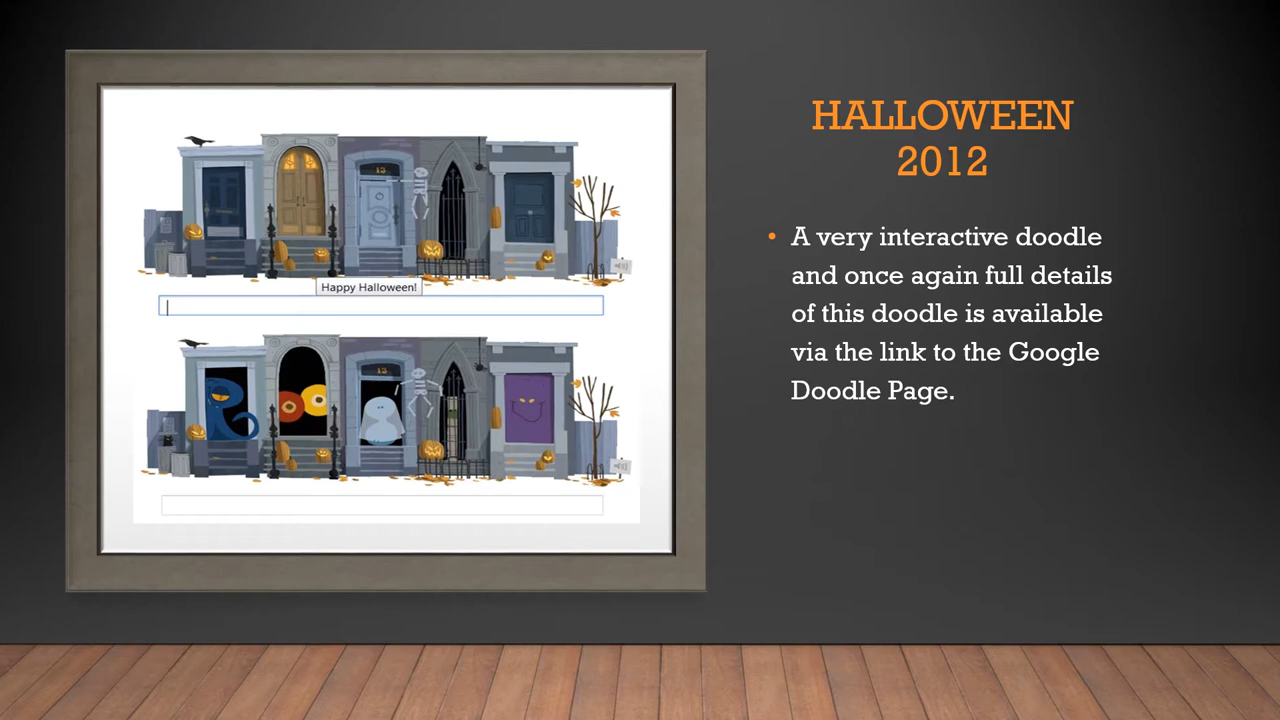 HALLOWEEN
2012
• A very interactive doodle
and once again full details
of this doodle is available
via the link to the Google
Doodle Page.
13
Happy Halloween!
13